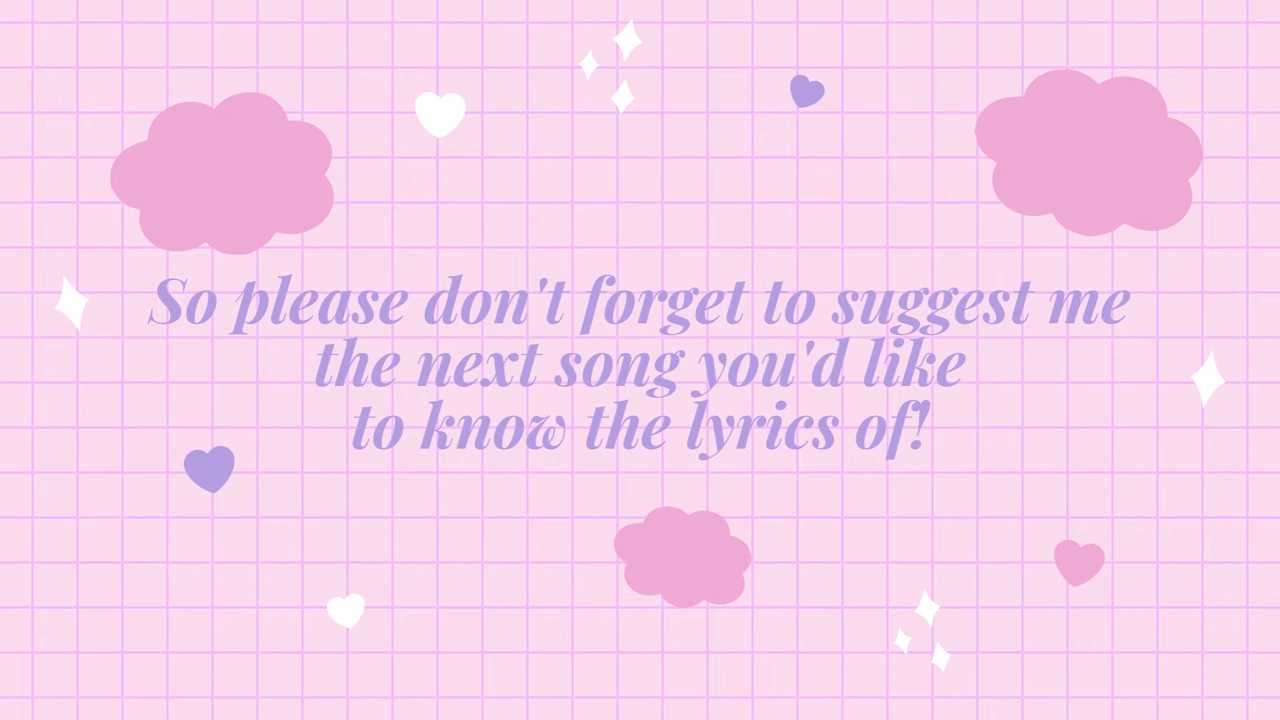 So please don't forget to suggest me
the next song you'd like
to know the lyrics of!